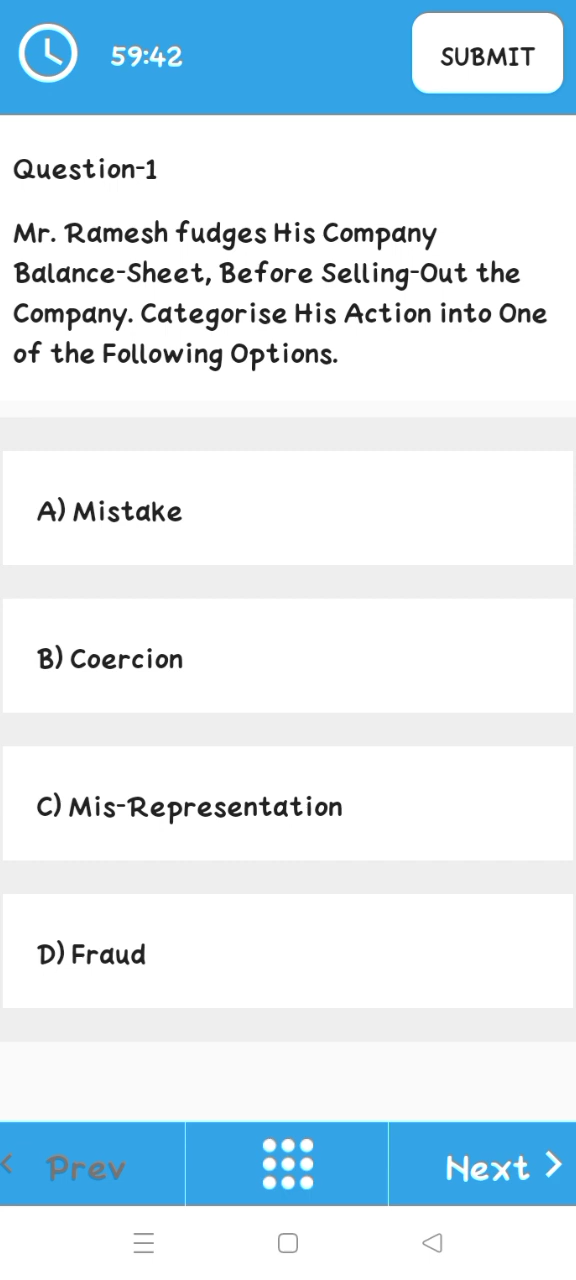 59:42
SUBMIT
Question-1
Mr. Ramesh fudges His Company
Balance-Sheet, Before Selling-Out the
Company. Categorise His Action into One
of the Following Options.
A) Mistake
B) Coercion
C) Mis-Representation
D) Fraud
Prev
Next